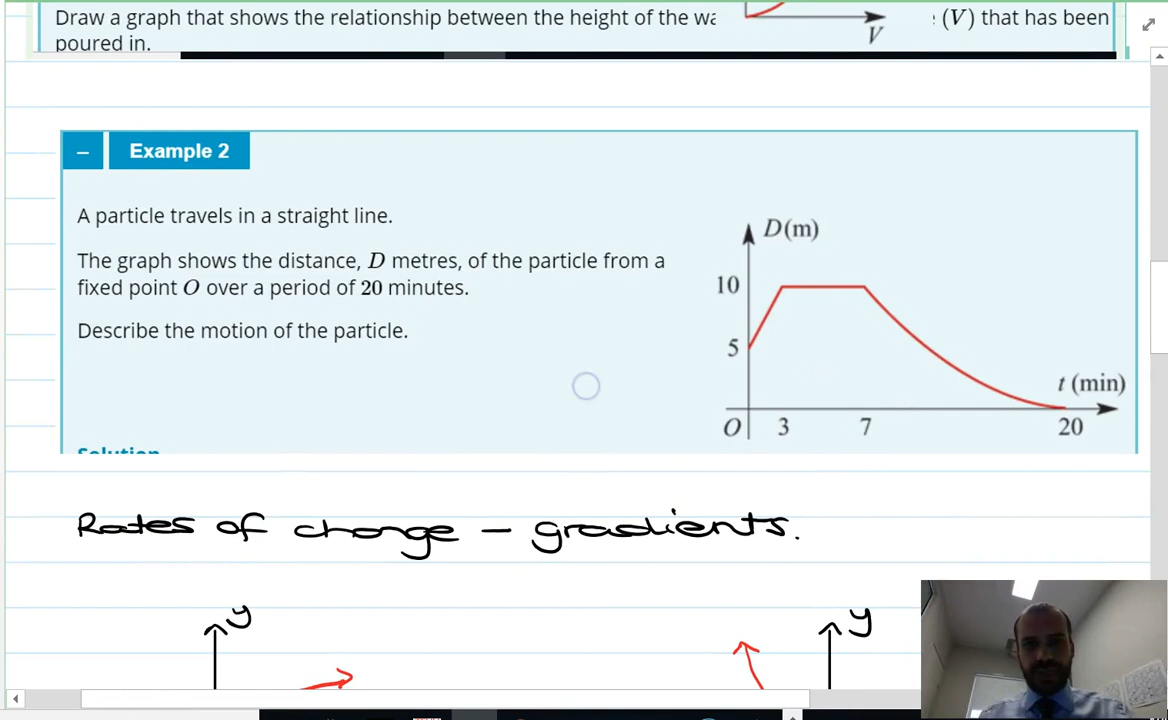 Draw a graph that shows the relationship between the height of the wa
V
: (V) that has been
poured in.
– Example 2
A particle travels in a straight line.
The graph shows the distance, D metres, of the particle from a
fixed point O over a period of 20 minutes.
Describe the motion of the particle.
D(m)
10
5
t (min)
O 3 7 20
Solution
Rates of change – gradients.
y
y